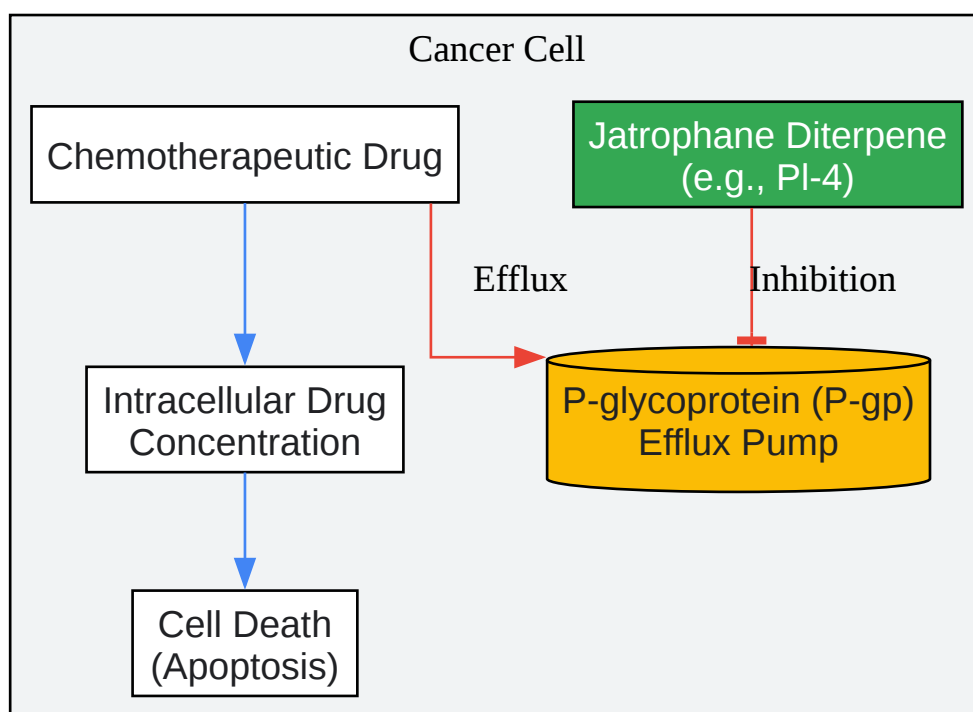 Cancer Cell
Chemotherapeutic Drug
Jatrophane Diterpene
(e.g., Pl-4)
Efflux
Inhibition
Intracellular Drug
Concentration
P-glycoprotein (P-gp)
Efflux Pump
Cell Death
(Apoptosis)